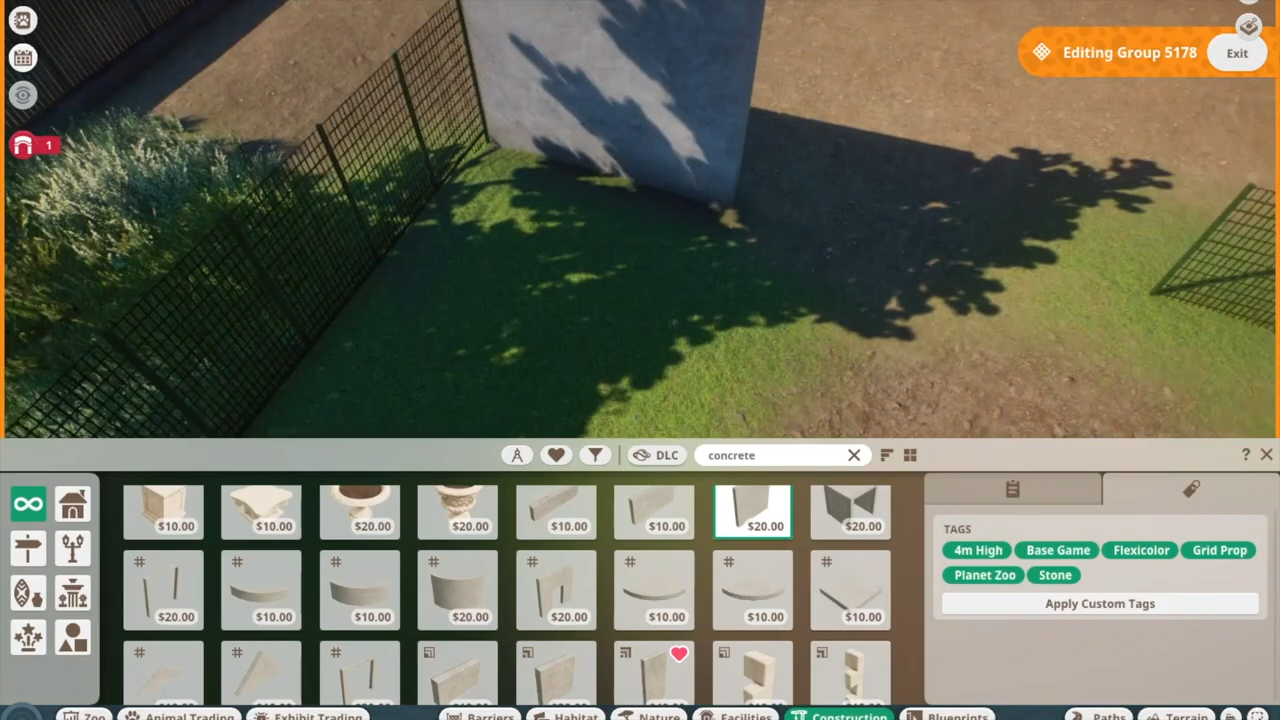 Editing Group 5178
Exit
1
DLC
concrete
?
$10.00 $10.00 $20.00 $20.00 $10.00 $10.00 $20.00 $20.00
$20.00 $10.00 $10.00 $20.00 $20.00 $10.00 $10.00 $10.00
TAGS
4m High Base Game Flexicolor Grid Prop
Planet Zoo Stone
Apply Custom Tags
Zoo Animal Trading Exhibit Trading Barriers Habitat Nature Facilities Construction Blueprints Paths Terrain